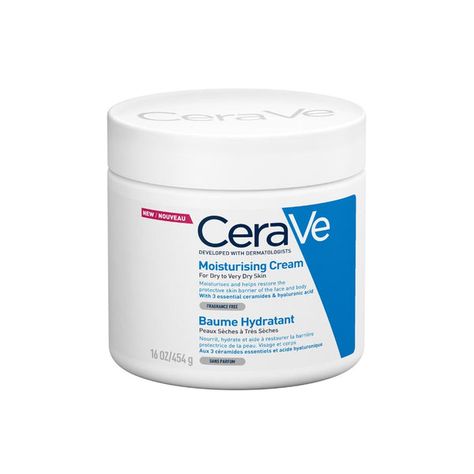 CeraVe
NEW / NOUVEAU
CeraVe
DEVELOPED WITH DERMATOLOGISTS
Moisturising Cream
For Dry to Very Dry Skin
Moisturises and helps restore the
protective skin barrier of the face and body
With 3 essential ceramides & hyaluronic acid
FRAGRANCE FREE
Baume Hydratant
Peaux Sèches à Très Sèches
Nourrit, hydrate et aide à restaurer la barrière
protectrice de la peau. Visage et corps
Aux 3 céramides essentiels et acide hyaluronique
SANS PARFUM
16 OZ/454 g